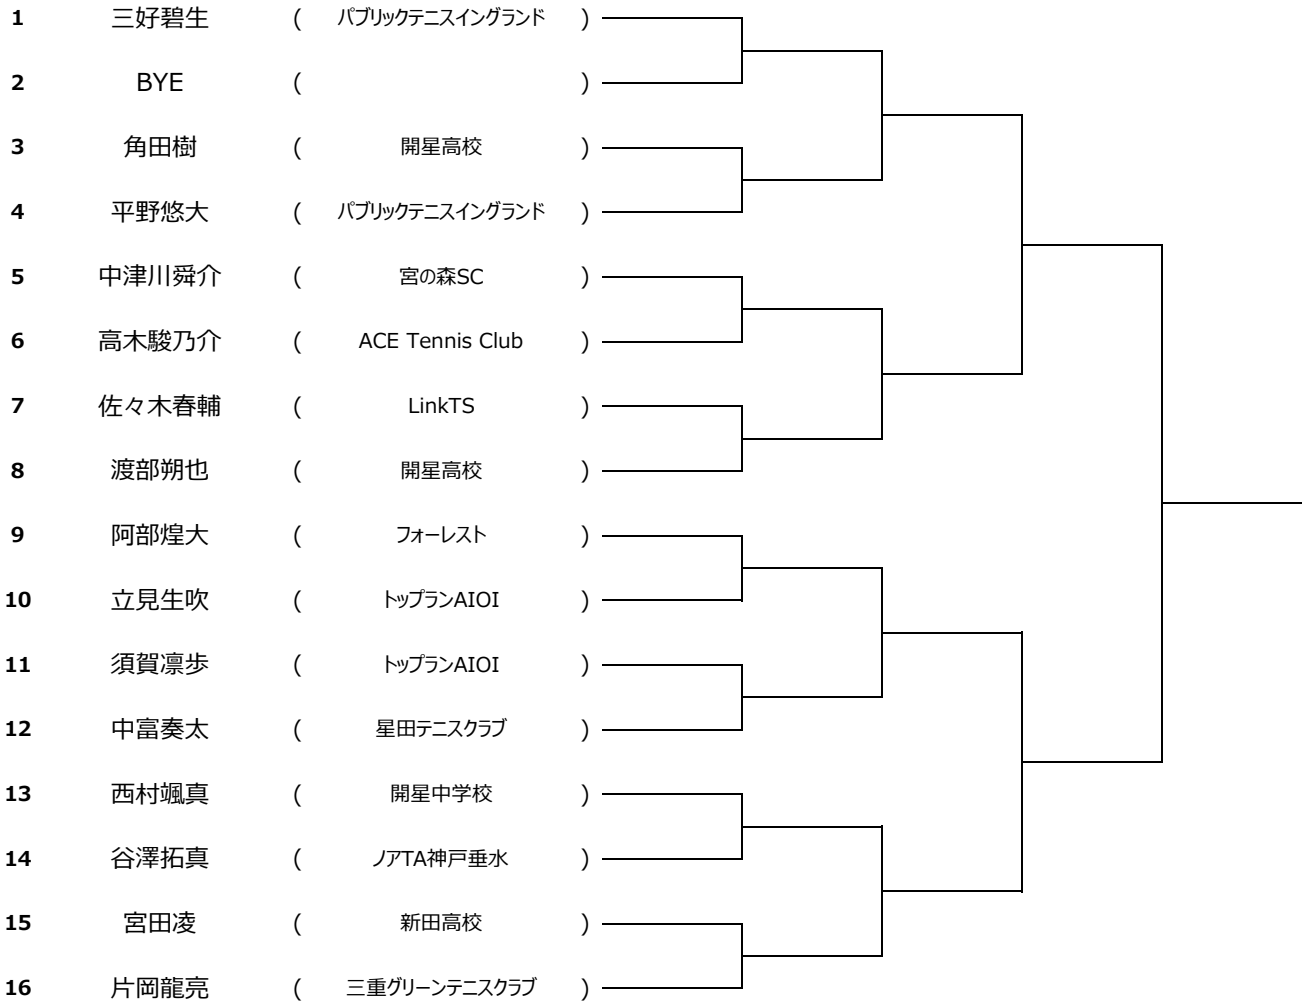 1 三好碧生 ( パブリックテニスイングランド )
2 BYE ( )
3 角田樹 ( 開星高校 )
4 平野悠大 ( パブリックテニスイングランド )
5 中津川舜介 ( 宮の森SC )
6 高木駿乃介 ( ACE Tennis Club )
7 佐々木春輔 ( LinkTS )
8 渡部朔也 ( 開星高校 )
9 阿部煌大 ( フォーレスト )
10 立見生吹 ( トップランAIOI )
11 須賀凛歩 ( トップランAIOI )
12 中富奏太 ( 星田テニスクラブ )
13 西村颯真 ( 開星中学校 )
14 谷澤拓真 ( ノアTA神戸垂水 )
15 宮田凌 ( 新田高校 )
16 片岡龍亮 ( 三重グリーンテニスクラブ )